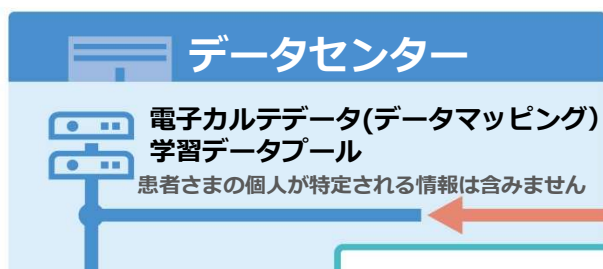 データセンター
電子カルテデータ(データマッピング）
学習データプール
患者さまの個人が特定される情報は含みません